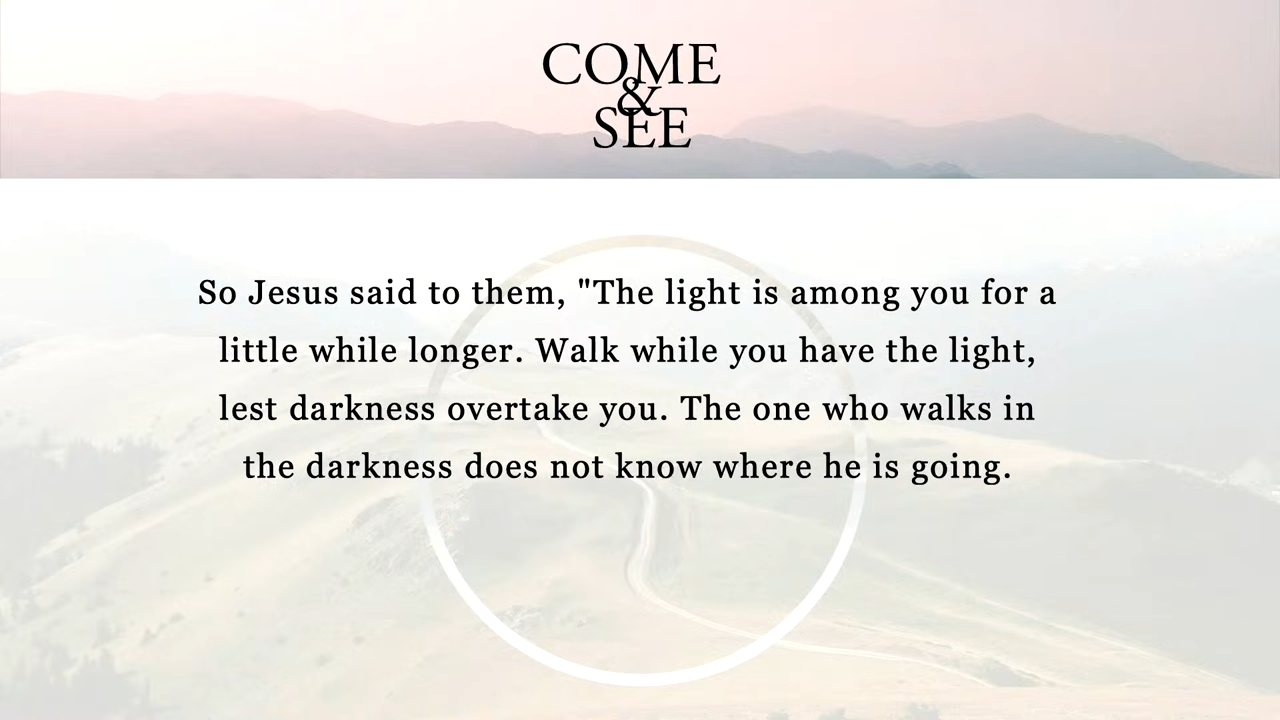 COME
&
SEE
So Jesus said to them, "The light is among you for a
little while longer. Walk while you have the light,
lest darkness overtake you. The one who walks in
the darkness does not know where he is going.